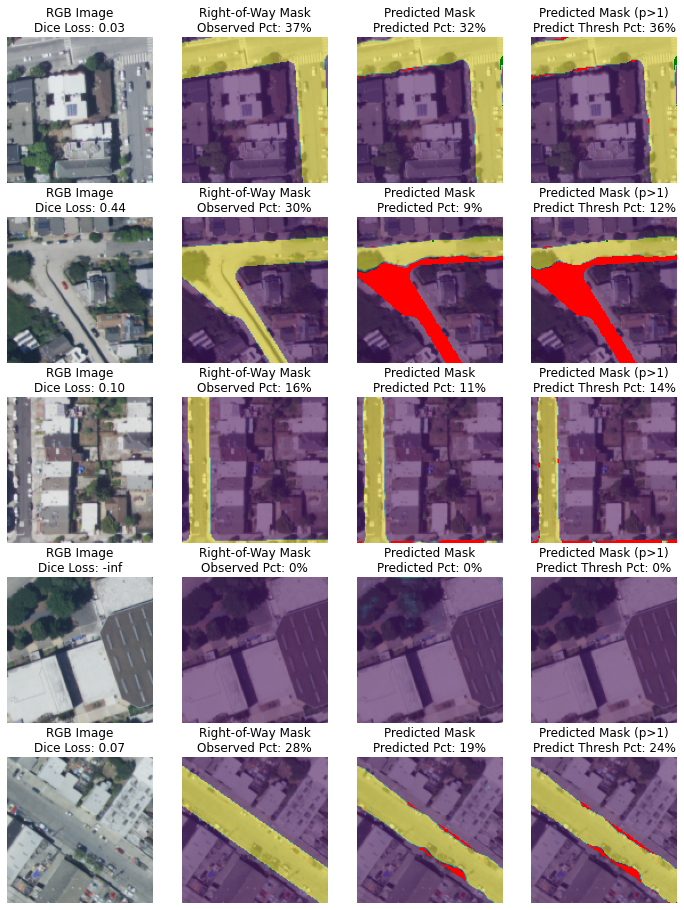 RGB Image
Dice Loss: 0.03
Right-of-Way Mask
Observed Pct: 37%
Predicted Mask
Predicted Pct: 32%
Predicted Mask (p>1)
Predict Thresh Pct: 36%
RGB Image
Dice Loss: 0.44
Right-of-Way Mask
Observed Pct: 30%
Predicted Mask
Predicted Pct: 9%
Predicted Mask (p>1)
Predict Thresh Pct: 12%
RGB Image
Dice Loss: 0.10
Right-of-Way Mask
Observed Pct: 16%
Predicted Mask
Predicted Pct: 11%
Predicted Mask (p>1)
Predict Thresh Pct: 14%
RGB Image
Dice Loss: -inf
Right-of-Way Mask
Observed Pct: 0%
Predicted Mask
Predicted Pct: 0%
Predicted Mask (p>1)
Predict Thresh Pct: 0%
RGB Image
Dice Loss: 0.07
Right-of-Way Mask
Observed Pct: 28%
Predicted Mask
Predicted Pct: 19%
Predicted Mask (p>1)
Predict Thresh Pct: 24%